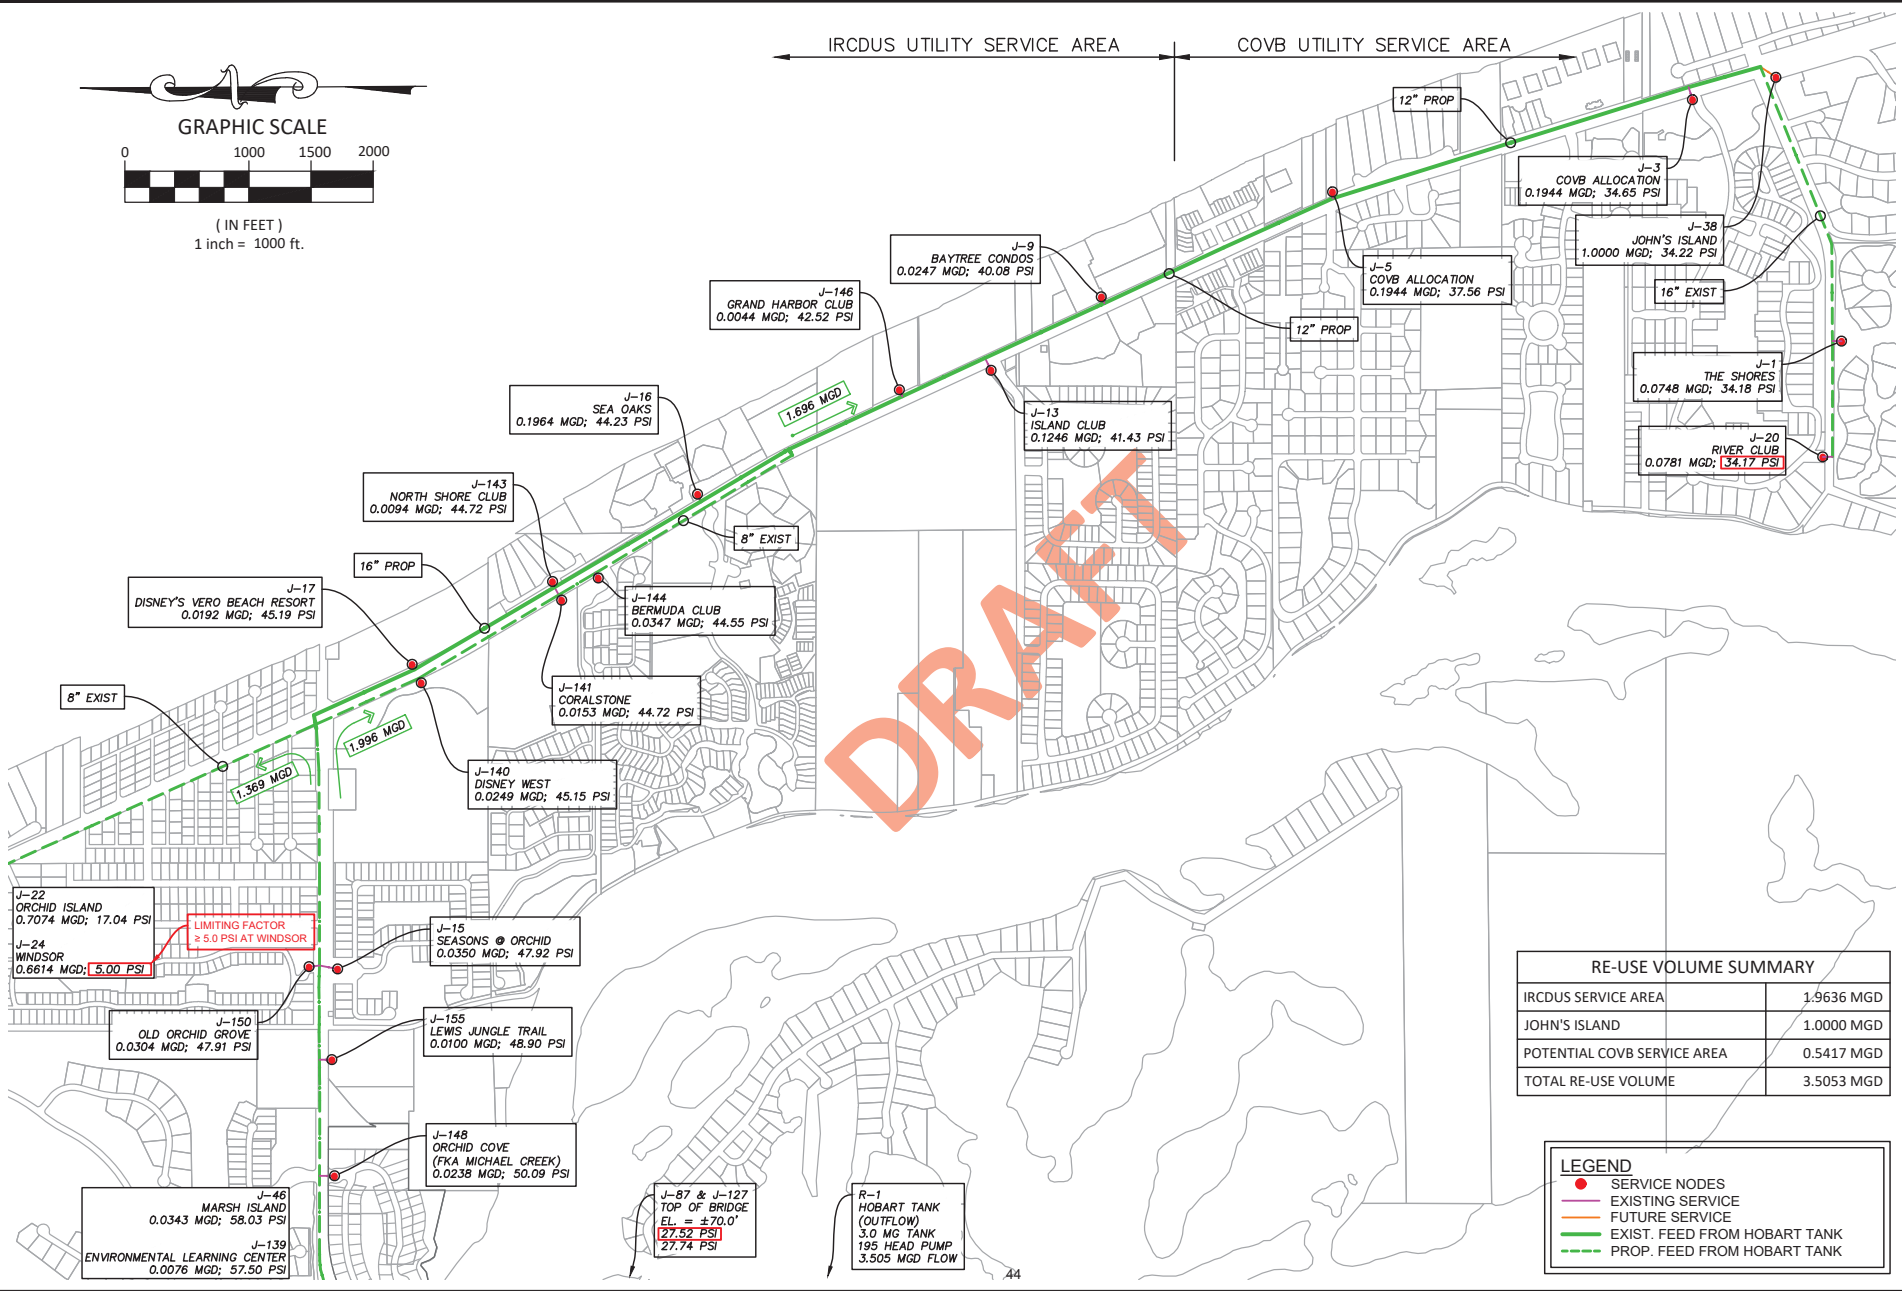 IRCDUS UTILITY SERVICE AREA
COVB UTILITY SERVICE AREA
GRAPHIC SCALE
0 1000 1500 2000
( IN FEET )
1 inch = 1000 ft.
12" PROP
J-3
COVB ALLOCATION
0.1944 MGD; 34.65 PSI
J-38
JOHN'S ISLAND
1.0000 MGD; 34.22 PSI
J-9
BAYTREE CONDOS
0.0247 MGD; 40.08 PSI
J-5
COVB ALLOCATION
0.1944 MGD; 37.56 PSI
16" EXIST
J-146
GRAND HARBOR CLUB
0.0044 MGD; 42.52 PSI
12" PROP
J-1
THE SHORES
0.0748 MGD; 34.18 PSI
J-16
SEA OAKS
0.1964 MGD; 44.23 PSI
1.696 MGD
J-13
ISLAND CLUB
0.1246 MGD; 41.43 PSI
J-20
RIVER CLUB
0.0781 MGD; 34.17 PSI
J-143
NORTH SHORE CLUB
0.0094 MGD; 44.72 PSI
8" EXIST
16" PROP
J-17
DISNEY'S VERO BEACH RESORT
0.0192 MGD; 45.19 PSI
J-144
BERMUDA CLUB
0.0347 MGD; 44.55 PSI
DRAFT
8" EXIST
J-141
CORALSTONE
0.0153 MGD; 44.72 PSI
1.996 MGD
1.369 MGD
J-140
DISNEY WEST
0.0249 MGD; 45.15 PSI
J-22
ORCHID ISLAND
0.7074 MGD; 17.04 PSI
J-24
WINDSOR
0.6614 MGD; 5.00 PSI
LIMITING FACTOR
≥ 5.0 PSI AT WINDSOR
J-15
SEASONS @ ORCHID
0.0350 MGD; 47.92 PSI
J-150
OLD ORCHID GROVE
0.0304 MGD; 47.91 PSI
J-155
LEWIS JUNGLE TRAIL
0.0100 MGD; 48.90 PSI
J-148
ORCHID COVE
(FKA MICHAEL CREEK)
0.0238 MGD; 50.09 PSI
J-46
MARSH ISLAND
0.0343 MGD; 58.03 PSI
J-139
ENVIRONMENTAL LEARNING CENTER
0.0076 MGD; 57.50 PSI
J-87 & J-127
TOP OF BRIDGE
EL. = ±70.0'
27.52 PSI
27.74 PSI
R-1
HOBART TANK
(OUTFLOW)
3.0 MG TANK
195 HEAD PUMP
3.505 MGD FLOW
RE-USE VOLUME SUMMARY
IRCDUS SERVICE AREA 1.9636 MGD
JOHN'S ISLAND 1.0000 MGD
POTENTIAL COVB SERVICE AREA 0.5417 MGD
TOTAL RE-USE VOLUME 3.5053 MGD
LEGEND
SERVICE NODES
EXISTING SERVICE
FUTURE SERVICE
EXIST. FEED FROM HOBART TANK
PROP. FEED FROM HOBART TANK
44